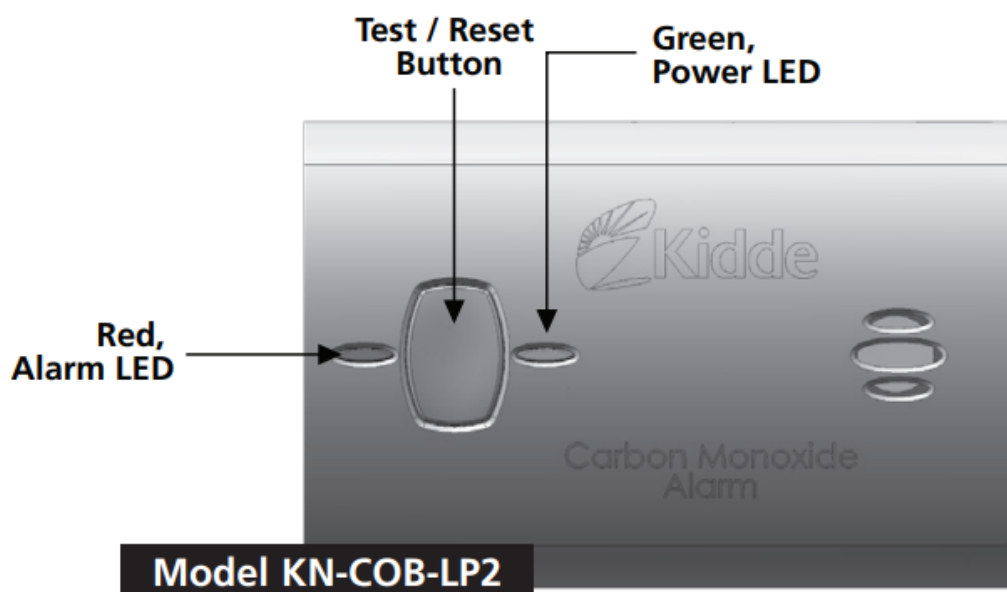 Test / Reset
Button
Green,
Power LED
Kidde
Red,
Alarm LED
Carbon Monoxide
Alarm
Model KN-COB-LP2